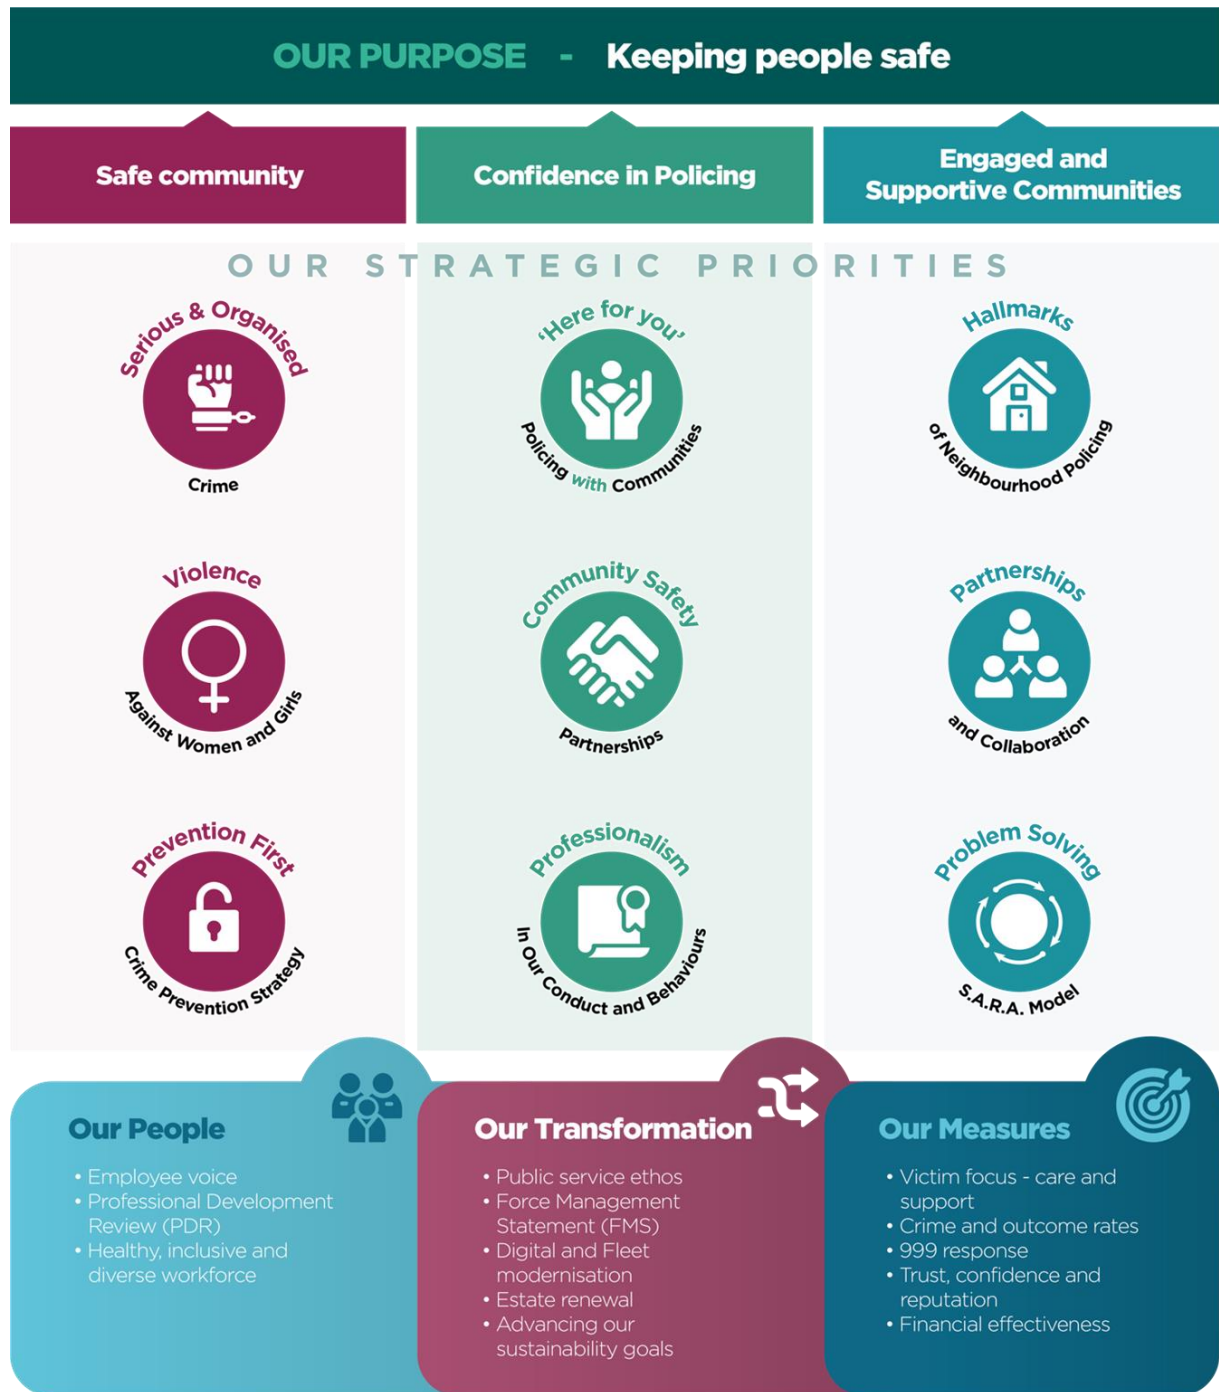 OUR PURPOSE - Keeping people safe
Safe community
Confidence in Policing
Engaged and
Supportive Communities
OUR STRATEGIC PRIORITIES
Serious & Organised
Crime
'Here for you'
Policing with Communities
Hallmarks
of Neighbourhood Policing
Violence
Against Women and Girls
Community Safety
Partnerships
Partnerships
and Collaboration
Prevention First
Crime Prevention Strategy
Professionalism
In Our Conduct and Behaviours
Problem Solving
S.A.R.A. Model
Our People
• Employee voice
• Professional Development
Review (PDR)
• Healthy, inclusive and
diverse workforce
Our Transformation
• Public service ethos
• Force Management
Statement (FMS)
• Digital and Fleet
modernisation
• Estate renewal
• Advancing our
sustainability goals
Our Measures
• Victim focus - care and
support
• Crime and outcome rates
• 999 response
• Trust, confidence and
reputation
• Financial effectiveness